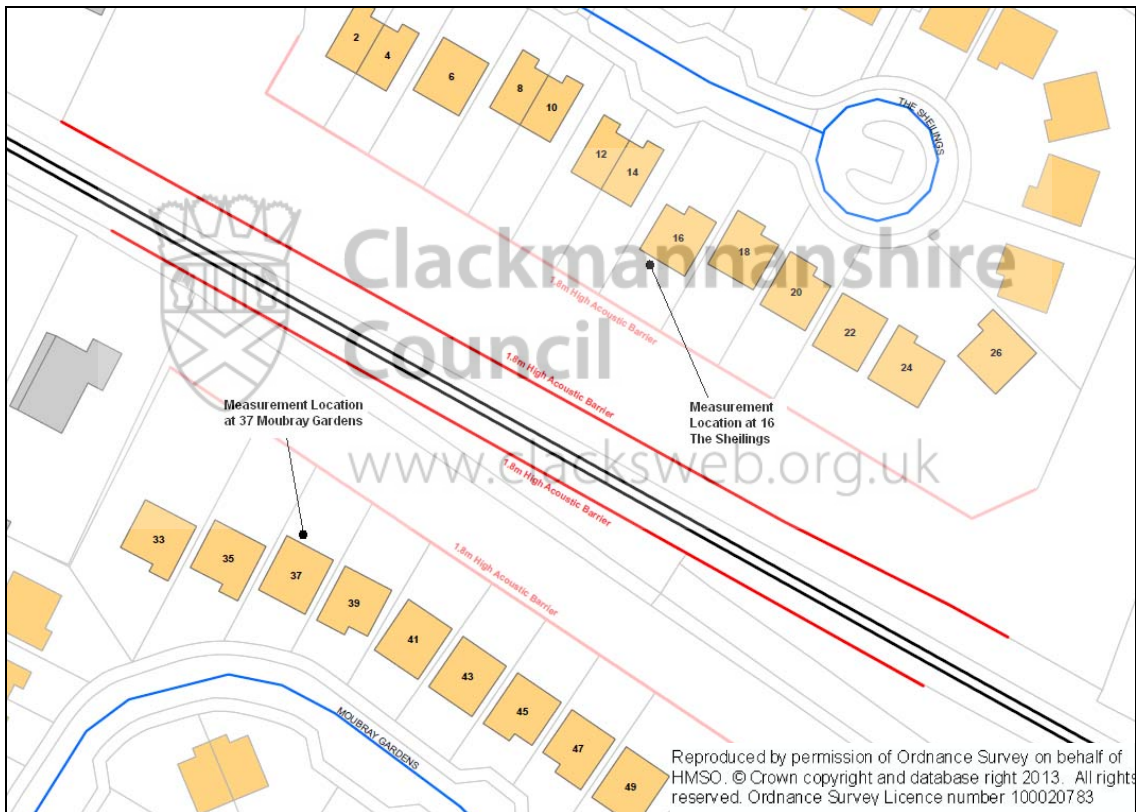 2
4
6
8
10
12
14
16
18
20
22
24
26
THE SHEILINGS
Clackmannanshire
Council
www.clacksweb.org.uk
1.8m High Acoustic Barrier
1.8m High Acoustic Barrier
Measurement Location
at 37 Moubray Gardens
Measurement
Location at 16
The Sheilings
1.8m High Acoustic Barrier
1.8m High Acoustic Barrier
33
35
37
39
41
43
45
47
49
MOUBRAY GARDENS
Reproduced by permission of Ordnance Survey on behalf of
HMSO. © Crown copyright and database right 2013. All rights
reserved. Ordnance Survey Licence number 100020783